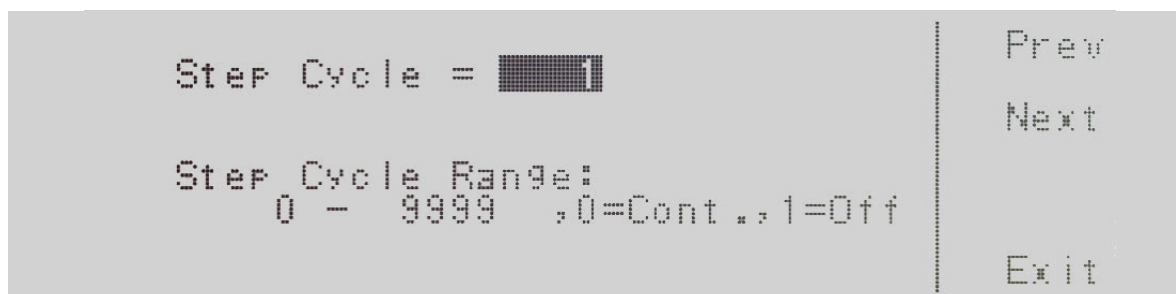 Step Cycle = 1
Step Cycle Range:
0 - 9999 ,0=Cont.,1=Off
Prev
Next
Exit